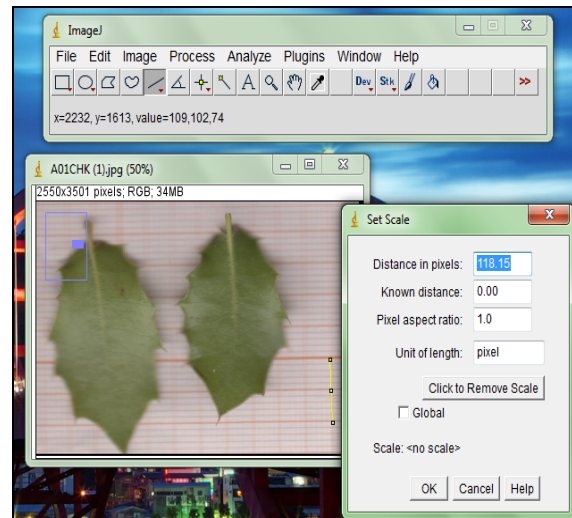 ImageJ
File Edit Image Process Analyze Plugins Window Help
A Dev Stk >>
x=2232, y=1613, value=109,102,74
A01CHK (1).jpg (50%)
2550x3501 pixels; RGB; 34MB
Set Scale
Distance in pixels: 118.15
Known distance: 0.00
Pixel aspect ratio: 1.0
Unit of length: pixel
Click to Remove Scale
Global
Scale: <no scale>
OK Cancel Help